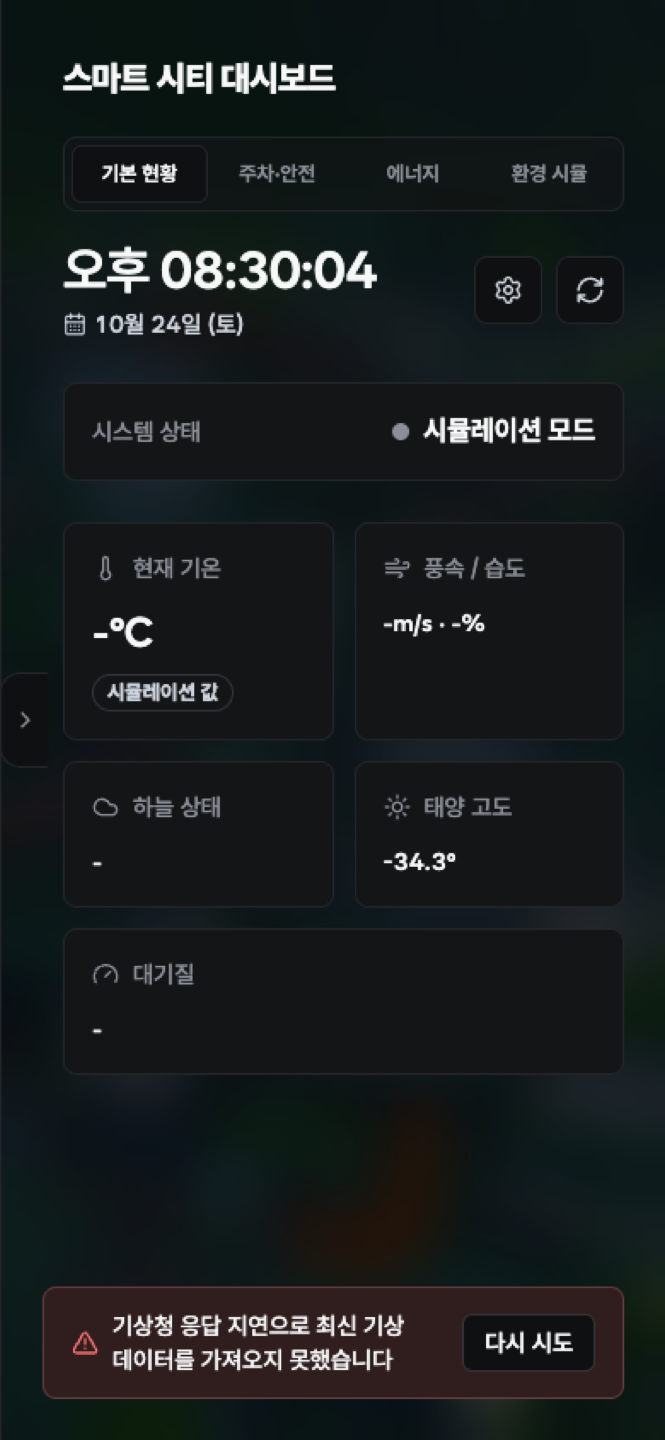 스마트 시티 대시보드
기본 현황 주차·안전 에너지 환경 시뮬
오후 08:30:04
10월 24일 (토)
시스템 상태 시뮬레이션 모드
현재 기온
-°C
시뮬레이션 값
풍속 / 습도
-m/s · -%
하늘 상태
-
태양 고도
-34.3°
대기질
-
기상청 응답 지연으로 최신 기상
데이터를 가져오지 못했습니다
다시 시도